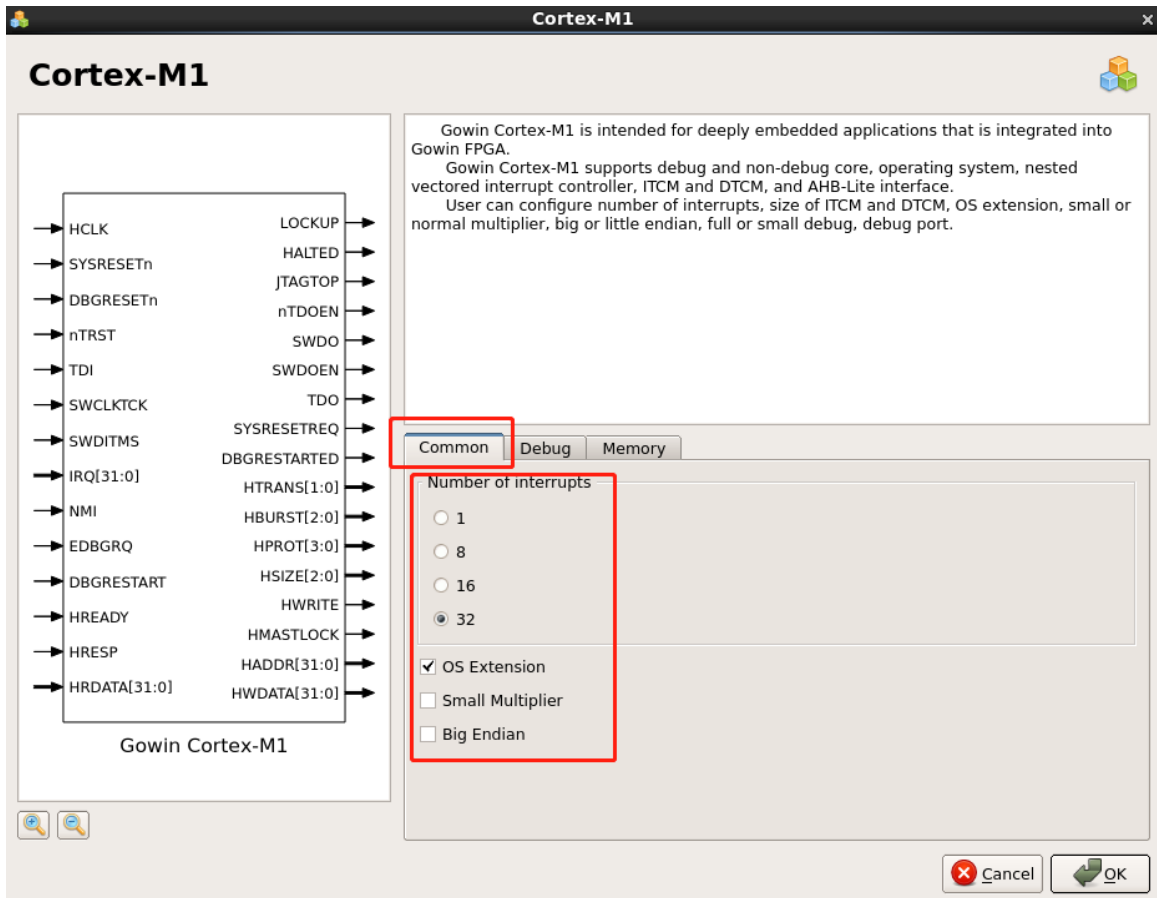 Cortex-M1
Cortex-M1
HCLK
SYSRESETn
DBGRESETn
nTRST
TDI
SWCLKTCK
SWDITMS
IRQ[31:0]
NMI
EDBGRQ
DBGRESTART
HREADY
HRESP
HRDATA[31:0]
LOCKUP
HALTED
JTAGTOP
nTDOEN
SWDO
SWDOEN
TDO
SYSRESETREQ
DBGRESTARTED
HTRANS[1:0]
HBURST[2:0]
HPROT[3:0]
HSIZE[2:0]
HWRITE
HMASTLOCK
HADDR[31:0]
HWDATA[31:0]
Gowin Cortex-M1
Gowin Cortex-M1 is intended for deeply embedded applications that is integrated into
Gowin FPGA.
Gowin Cortex-M1 supports debug and non-debug core, operating system, nested
vectored interrupt controller, ITCM and DTCM, and AHB-Lite interface.
User can configure number of interrupts, size of ITCM and DTCM, OS extension, small or
normal multiplier, big or little endian, full or small debug, debug port.
Common Debug Memory
Number of interrupts
1
8
16
32
OS Extension
Small Multiplier
Big Endian
Cancel OK